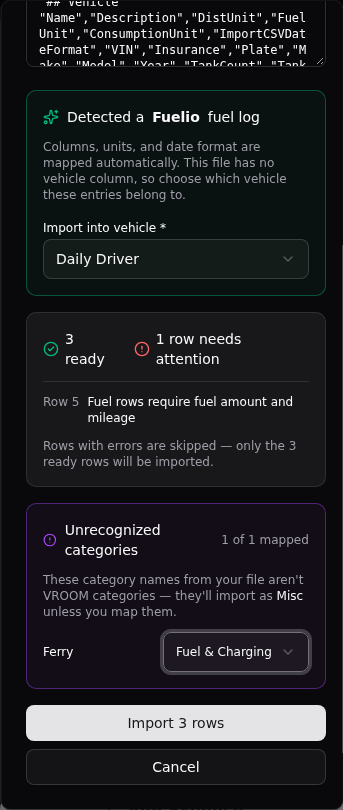 ## Vehicle
"Name","Description","DistUnit","Fuel
Unit","ConsumptionUnit","ImportCSVDat
eFormat","VIN","Insurance","Plate","M
ake","Model","Year","TankCount","Tank
Detected a Fuelio fuel log
Columns, units, and date format are
mapped automatically. This file has no
vehicle column, so choose which vehicle
these entries belong to.
Import into vehicle *
Daily Driver
3
ready
1 row needs
attention
Row 5 Fuel rows require fuel amount and
mileage
Rows with errors are skipped — only the 3
ready rows will be imported.
Unrecognized
categories
1 of 1 mapped
These category names from your file aren't
VROOM categories — they'll import as Misc
unless you map them.
Ferry
Fuel & Charging
Import 3 rows
Cancel